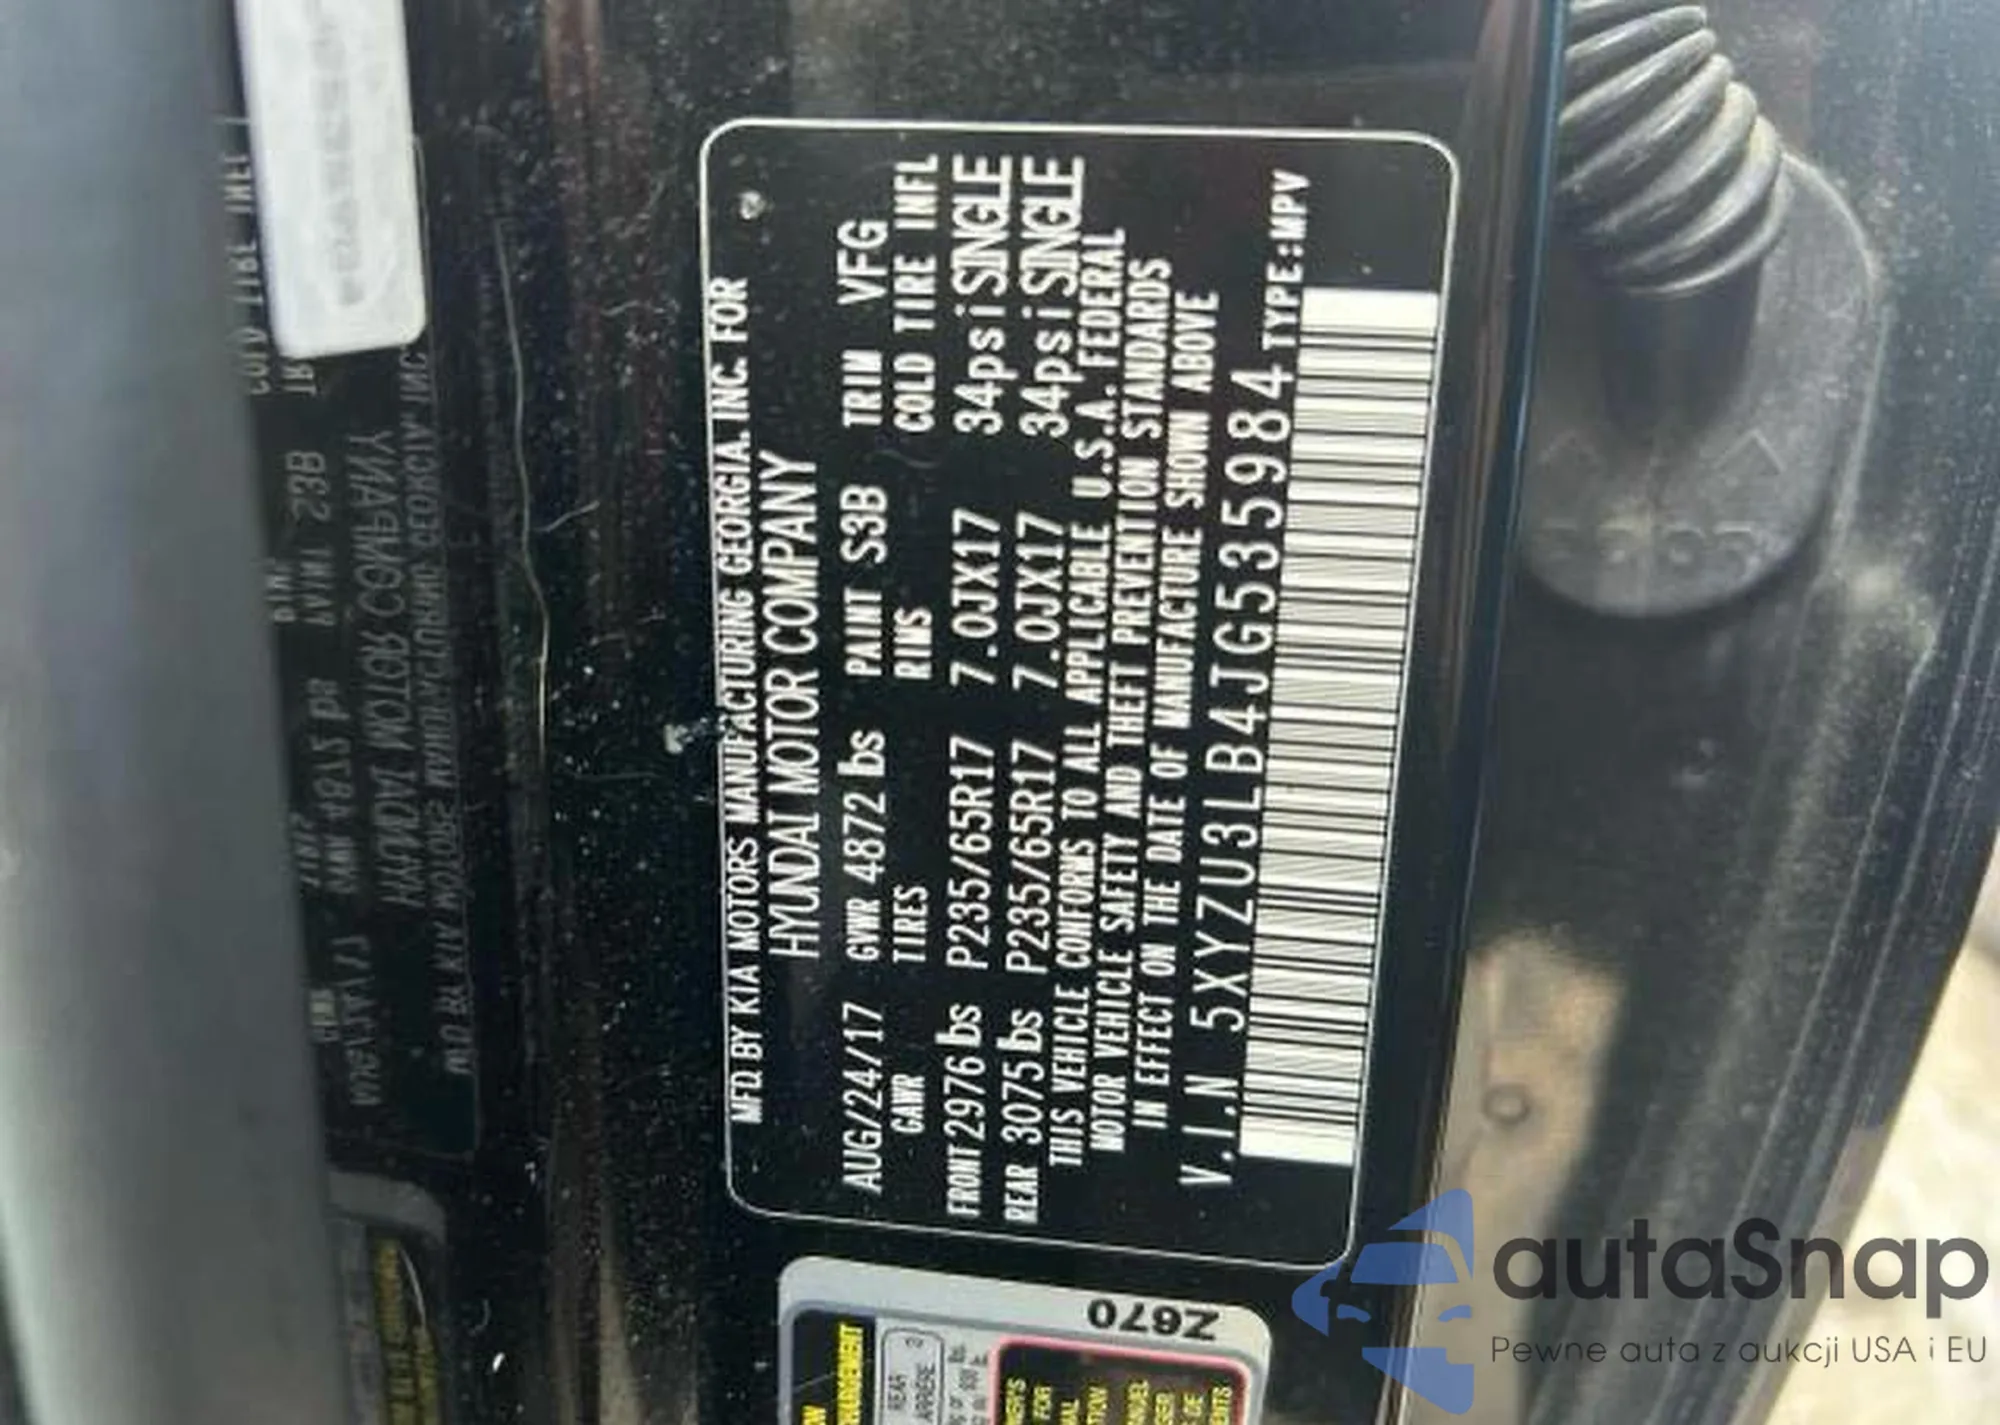 MFD BY KIA MOTORS MANUFACTURING GEORGIA. INC. FOR
HYUNDAI MOTOR COMPANY
AUG/24/17 GVWR 4872 lbs PAINT S3B TRIM VFG
GAWR TIRES RIMS COLD TIRE INFL
FRONT 2976 lbs P235/65R17 7.0JX17 34psi SINGLE
REAR 3075 lbs P235/65R17 7.0JX17 34psi SINGLE
THIS VEHICLE CONFORMS TO ALL APPLICABLE U.S.A. FEDERAL
MOTOR VEHICLE SAFETY AND THEFT PREVENTION STANDARDS
IN EFFECT ON THE DATE OF MANUFACTURE SHOWN ABOVE
V.I.N 5XYZU3LB4JG535984 TYPE:MPV
Z670
REAR
ARRIERE
FOR
autaSnap
Pewne auta z aukcji USA i EU